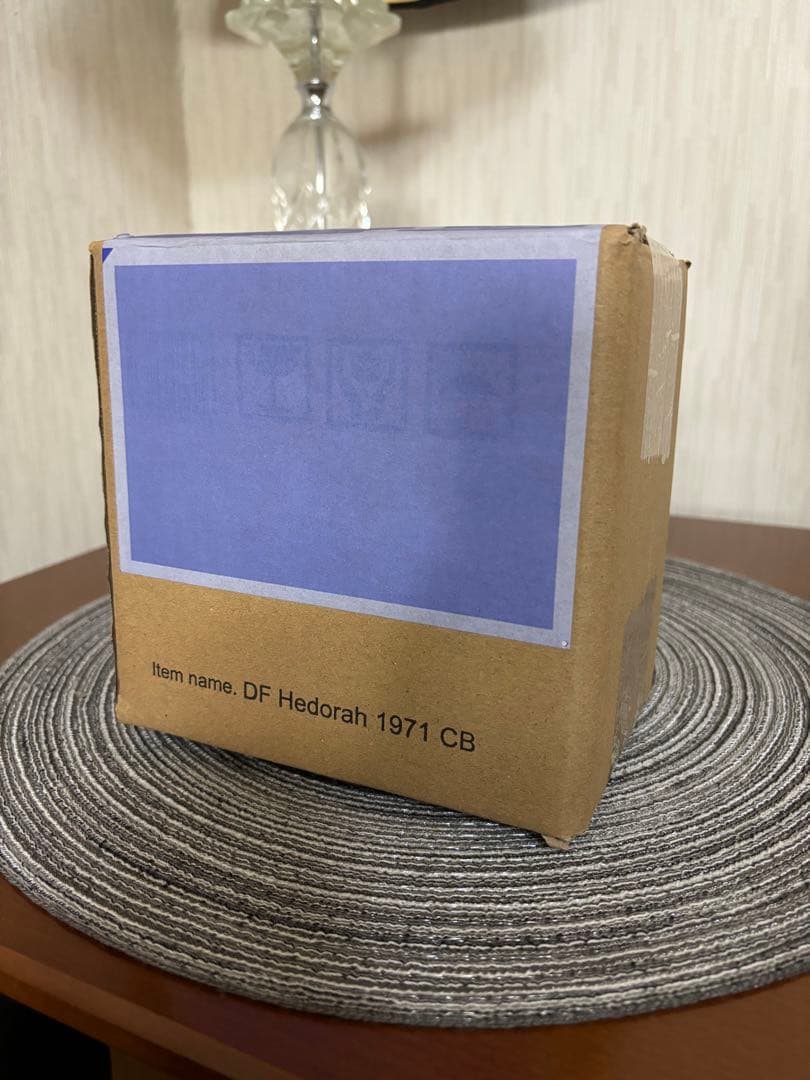 Item name. DF Hedorah 1971 CB